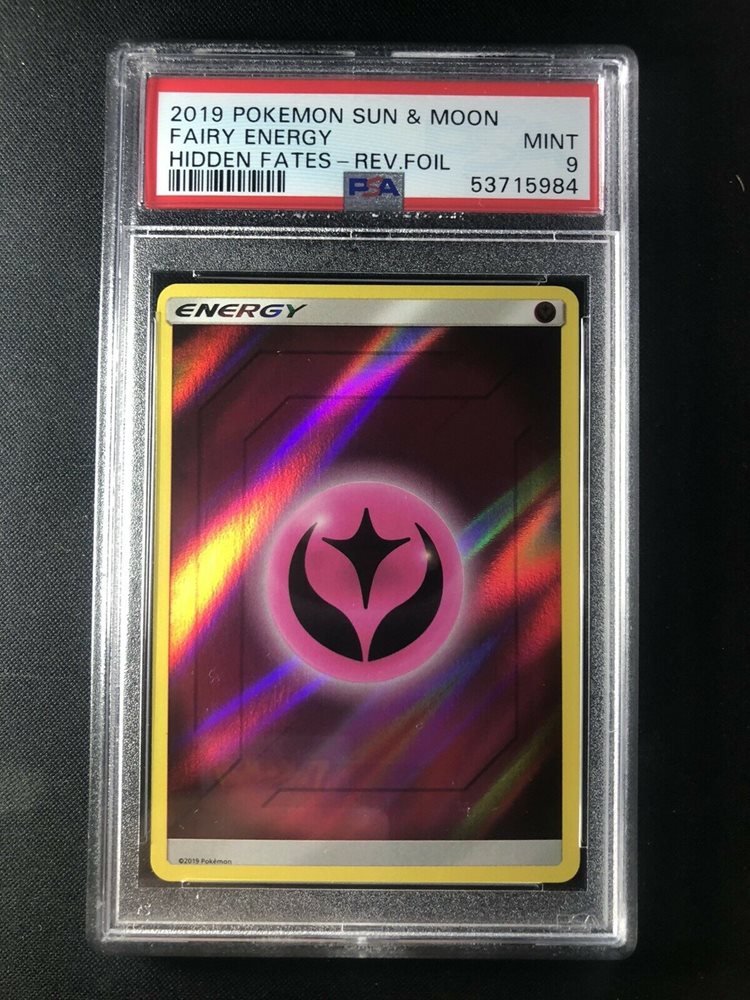 2019 POKEMON SUN & MOON
FAIRY ENERGY MINT
HIDDEN FATES - REV.FOIL 9
PSA 53715984
ENERGY
©2019 Pokémon